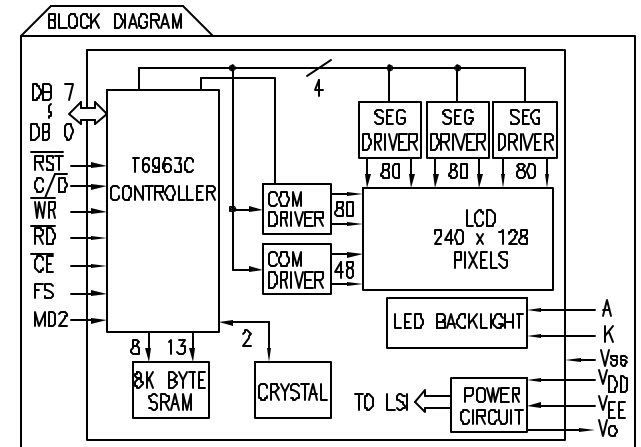 BLOCK DIAGRAM
DB 7
DB 0
RST
C/D
WR
RD
CE
FS
MD2
T6963C
CONTROLLER
4
SEG
DRIVER
SEG
DRIVER
SEG
DRIVER
80
80
80
COM
DRIVER
80
COM
DRIVER
48
LCD
240 x 128
PIXELS
LED BACKLIGHT
A
K
Vss
VDD
VEE
Vo
8
13
2
8K BYTE
SRAM
CRYSTAL
TO LSI
POWER
CIRCUIT